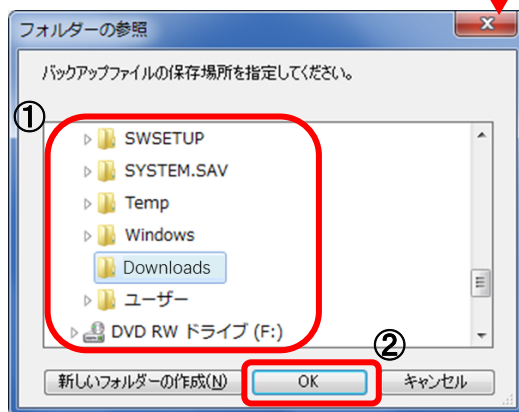 フォルダーの参照
バックアップファイルの保存場所を指定してください。
①
SWSETUP
SYSTEM.SAV
Temp
Windows
Downloads
ユーザー
DVD RW ドライブ (F:)
②
新しいフォルダーの作成(N) OK キャンセル